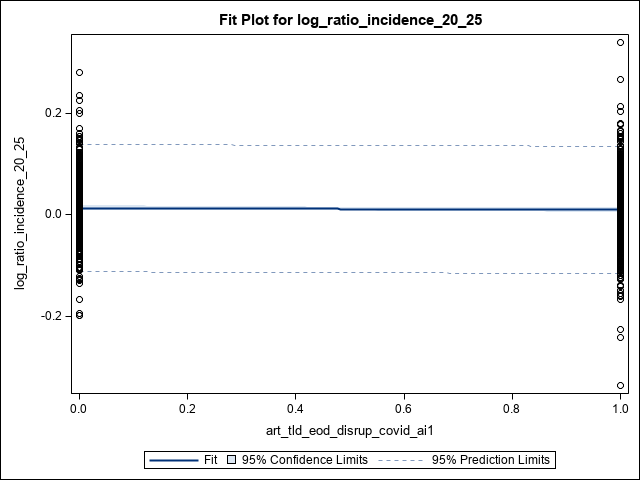 Fit Plot for log_ratio_incidence_20_25
log_ratio_incidence_20_25
0.2
0.0
-0.2
0.0 0.2 0.4 0.6 0.8 1.0
art_tld_eod_disrup_covid_ai1
Fit 95% Confidence Limits 95% Prediction Limits